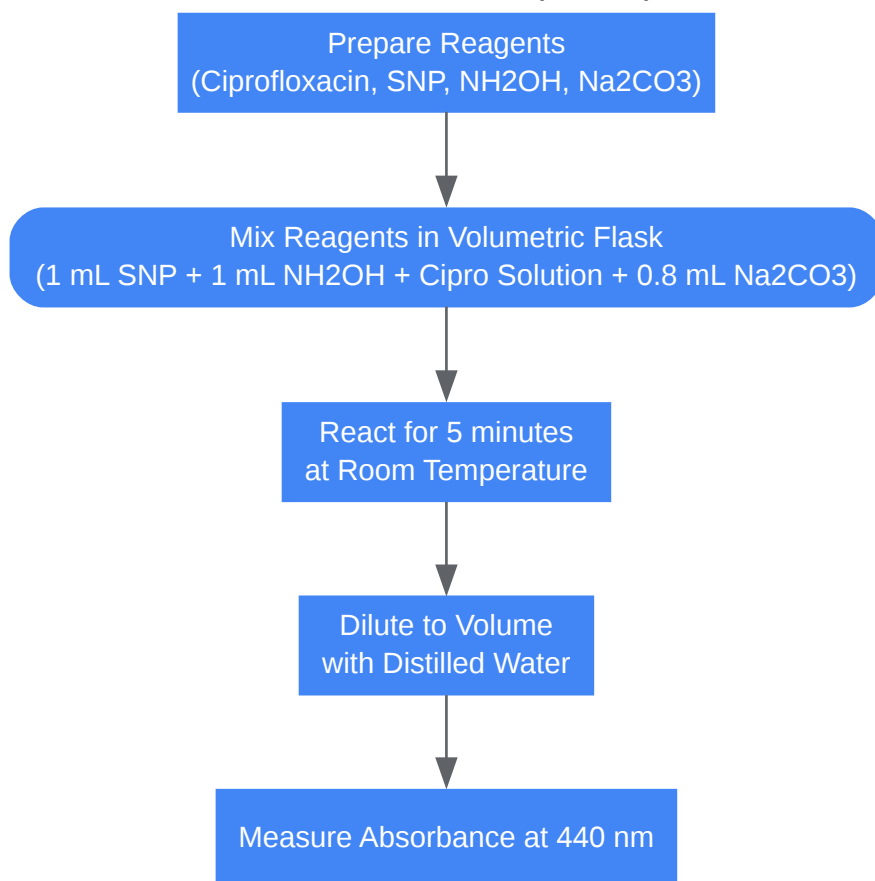 Prepare Reagents
(Ciprofloxacin, SNP, NH2OH, Na2CO3)
Mix Reagents in Volumetric Flask
(1 mL SNP + 1 mL NH2OH + Cipro Solution + 0.8 mL Na2CO3)
React for 5 minutes
at Room Temperature
Dilute to Volume
with Distilled Water
Measure Absorbance at 440 nm